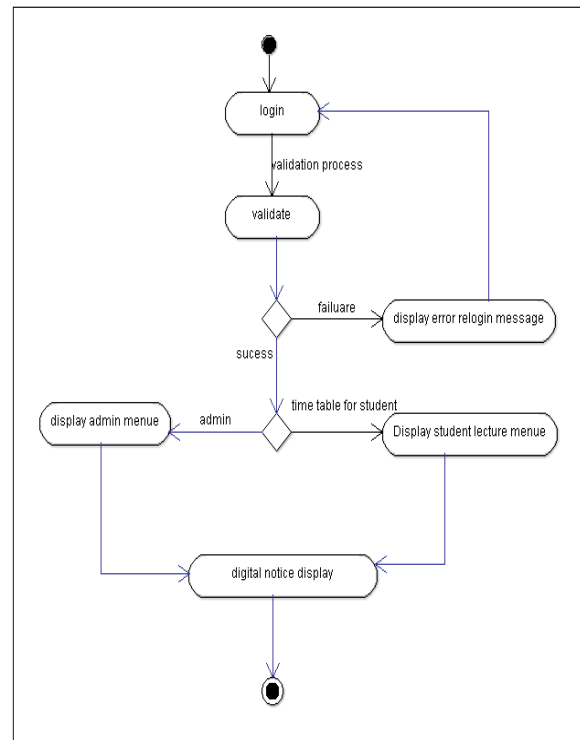 login
validation process
validate
failuare
display error relogin message
sucess
time table for student
admin
display admin menue
Display student lecture menue
digital notice display